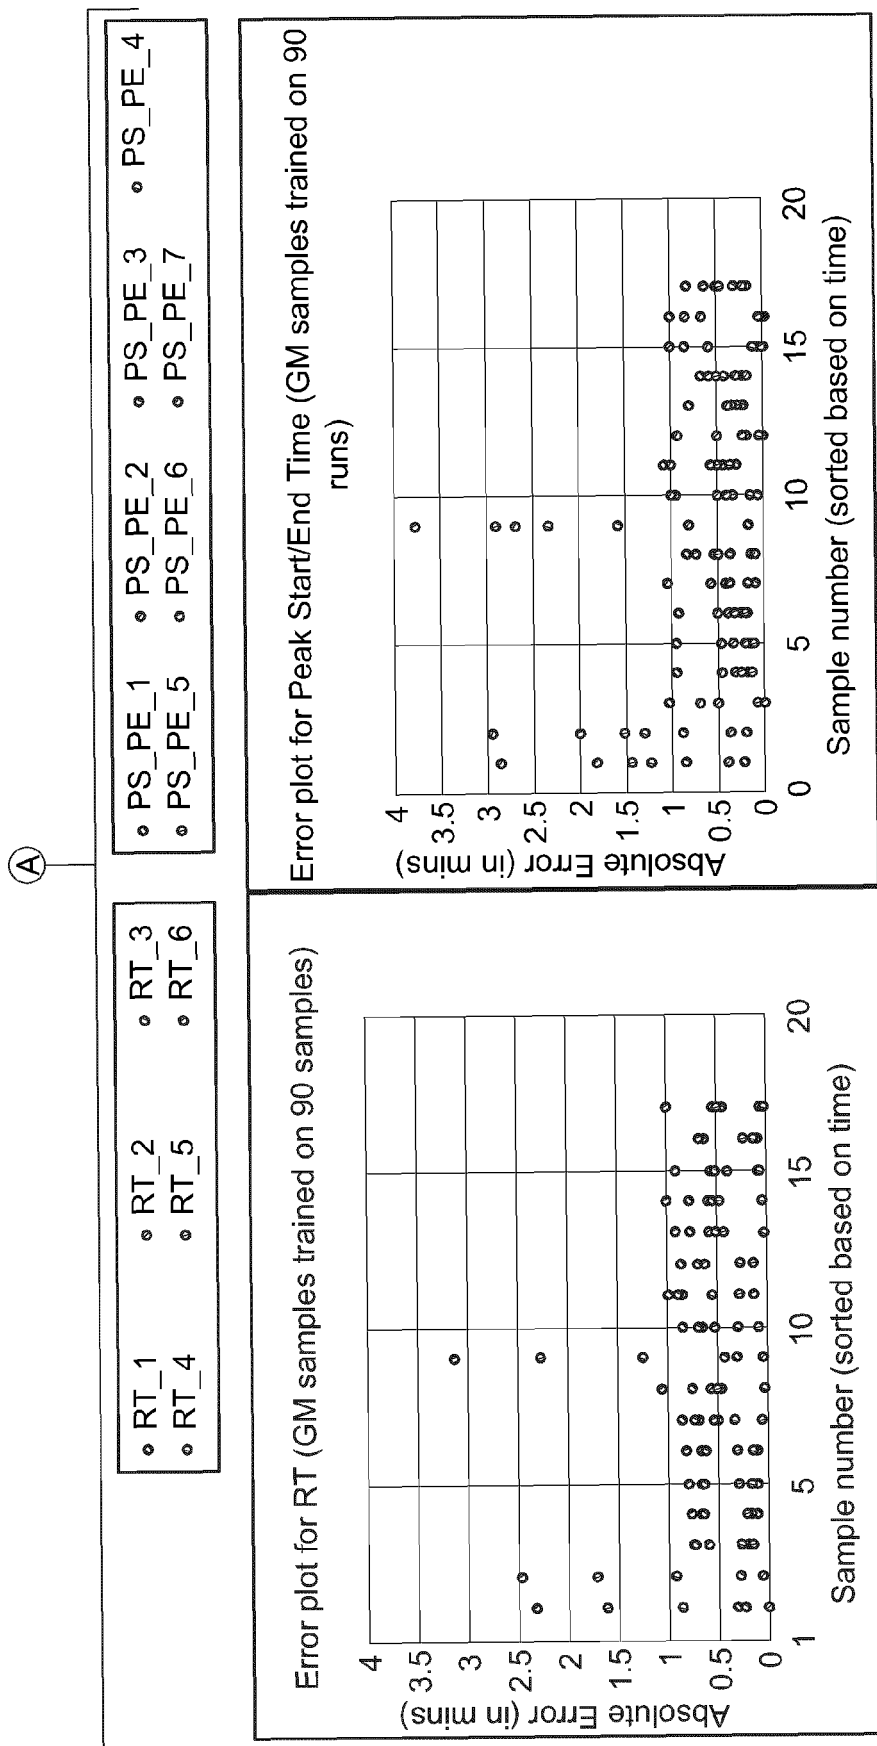 A
RT_1 RT_2 RT_3
RT_4 RT_5 RT_6
PS_PE_1 PS_PE_2 PS_PE_3 PS_PE_4
PS_PE_5 PS_PE_6 PS_PE_7
Error plot for RT (GM samples trained on 90 samples)
4
3.5
3
2.5
2
1.5
1
0.5
0
Absolute Error (in mins)
1 5 10 15 20
Sample number (sorted based on time)
Error plot for Peak Start/End Time (GM samples trained on 90
runs)
4
3.5
3
2.5
2
1.5
1
0.5
0
Absolute Error (in mins)
0 5 10 15 20
Sample number (sorted based on time)